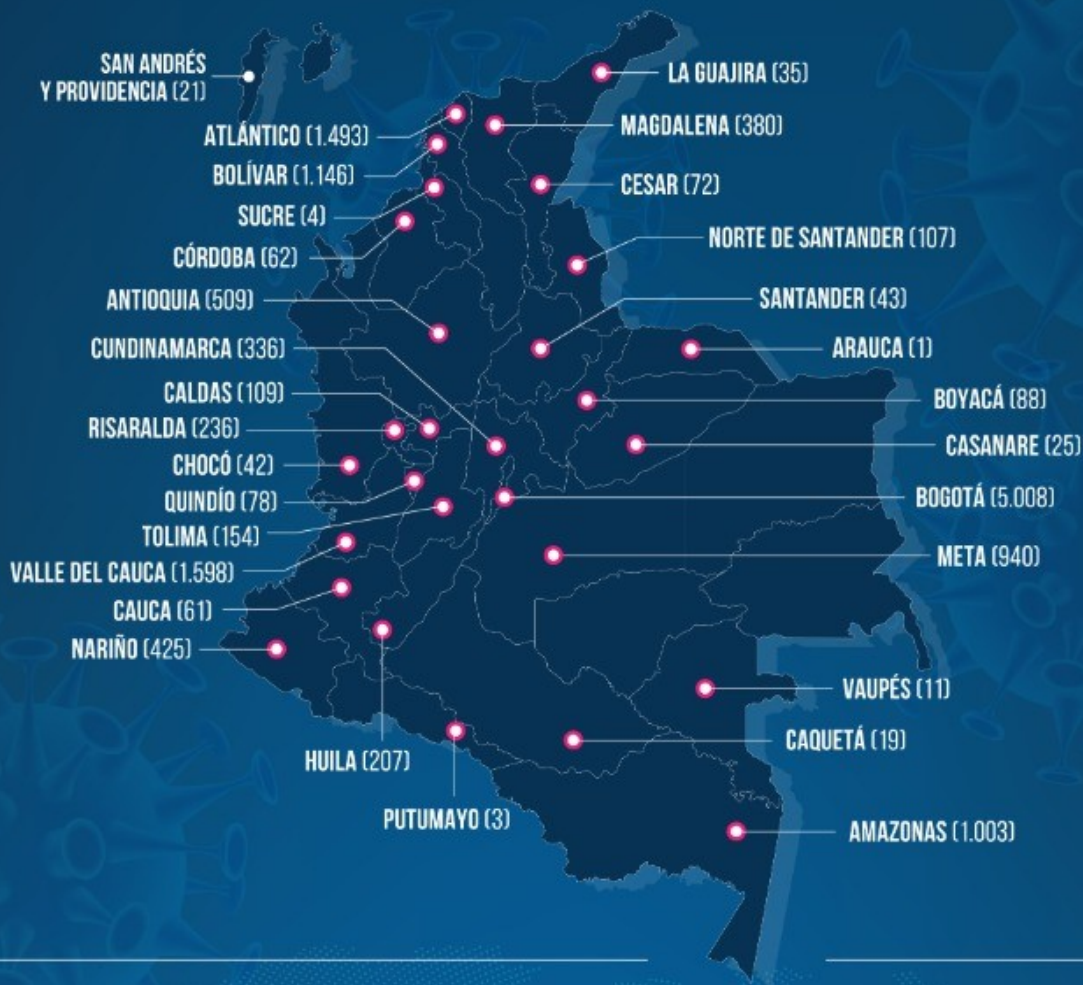 SAN ANDRÉS
Y PROVIDENCIA (21)
ATLÁNTICO (1.493)
BOLÍVAR (1.146)
SUCRE (4)
CÓRDOBA (62)
ANTIOQUIA (509)
CUNDINAMARCA (336)
CALDAS (109)
RISARALDA (236)
CHOCÓ (42)
QUINDÍO (78)
TOLIMA (154)
VALLE DEL CAUCA (1.598)
CAUCA (61)
NARIÑO (425)
HUILA (207)
PUTUMAYO (3)
LA GUAJIRA (35)
MAGDALENA (380)
CESAR (72)
NORTE DE SANTANDER (107)
SANTANDER (43)
ARAUCA (1)
BOYACÁ (88)
CASANARE (25)
BOGOTÁ (5.008)
META (940)
VAUPÉS (11)
CAQUETÁ (19)
AMAZONAS (1.003)